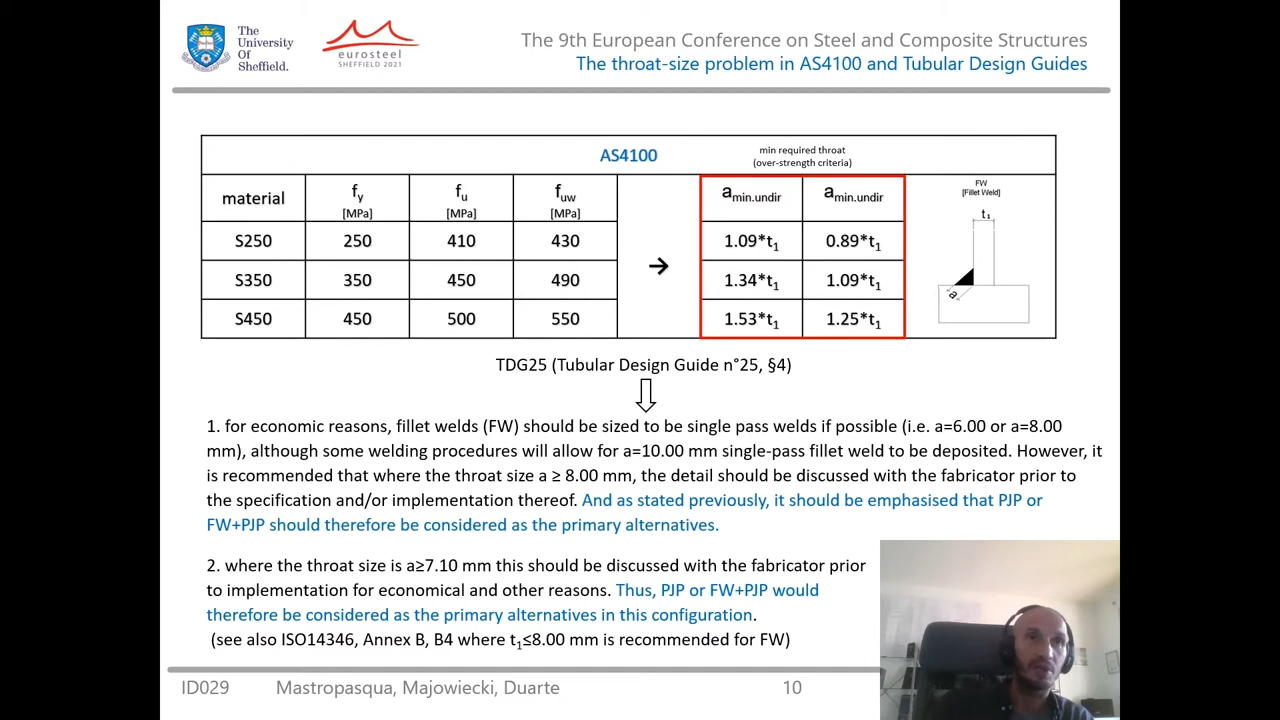 The University Of Sheffield.
eurosteel
SHEFFIELD 2021
The 9th European Conference on Steel and Composite Structures
The throat-size problem in AS4100 and Tubular Design Guides
AS4100
min required throat
(over-strength criteria)
material fy [MPa] fu [MPa] fuw [MPa] amin.undir amin.undir
FW
[Fillet Weld]
S250 250 410 430 1.09*t1 0.89*t1
S350 350 450 490 → 1.34*t1 1.09*t1
S450 450 500 550 1.53*t1 1.25*t1
t1
a
TDG25 (Tubular Design Guide n°25, §4)
1. for economic reasons, fillet welds (FW) should be sized to be single pass welds if possible (i.e. a=6.00 or a=8.00
mm), although some welding procedures will allow for a=10.00 mm single-pass fillet weld to be deposited. However, it
is recommended that where the throat size a ≥ 8.00 mm, the detail should be discussed with the fabricator prior to
the specification and/or implementation thereof. And as stated previously, it should be emphasised that PJP or
FW+PJP should therefore be considered as the primary alternatives.
2. where the throat size is a≥7.10 mm this should be discussed with the fabricator prior
to implementation for economical and other reasons. Thus, PJP or FW+PJP would
therefore be considered as the primary alternatives in this configuration.
(see also ISO14346, Annex B, B4 where t1≤8.00 mm is recommended for FW)
ID029 Mastropasqua, Majowiecki, Duarte 10